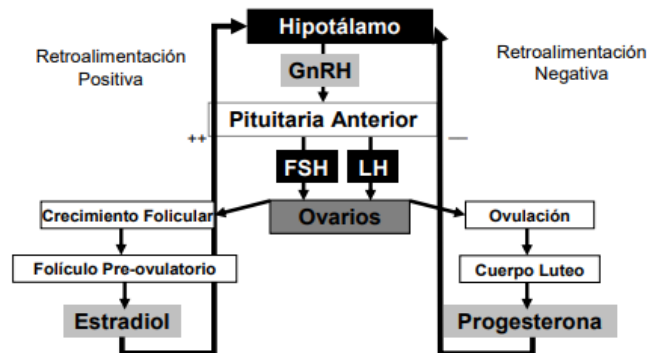 Hipotálamo
Retroalimentación
Positiva
Retroalimentación
Negativa
GnRH
Pituitaria Anterior
++
—
FSH
LH
Crecimiento Folicular
Ovarios
Ovulación
Folículo Pre-ovulatorio
Cuerpo Luteo
Estradiol
Progesterona